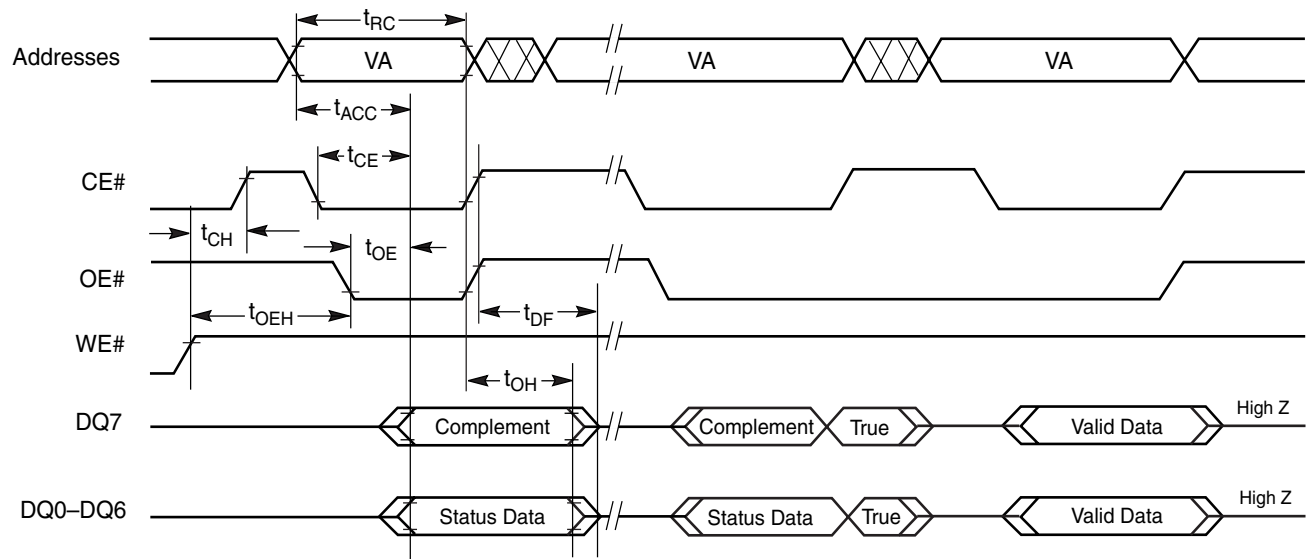 tRC
Addresses VA VA VA
tACC
tCE
CE#
tCH tOE
OE#
tOEH tDF
WE#
tOH
High Z
DQ7 Complement Complement True Valid Data
High Z
DQ0–DQ6 Status Data Status Data True Valid Data